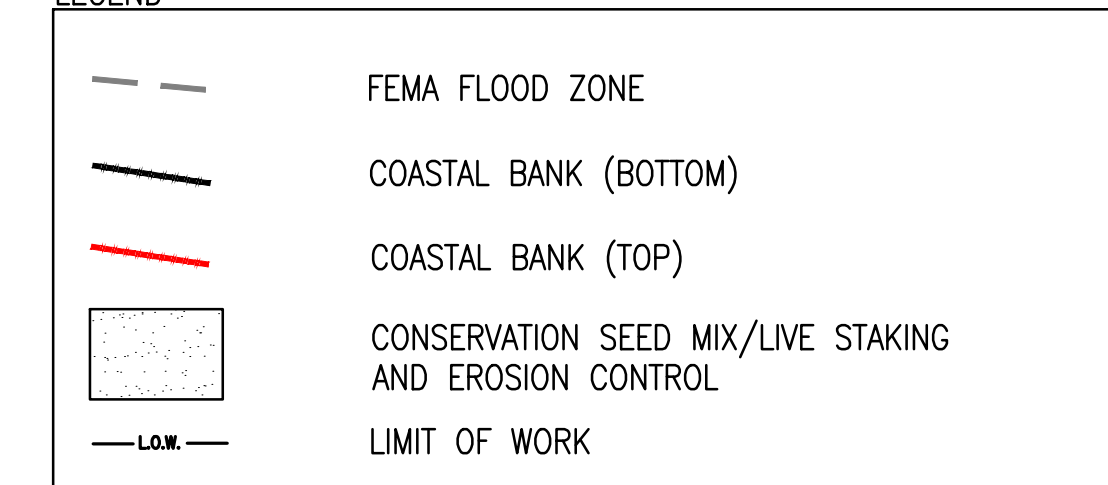 LEGEND
FEMA FLOOD ZONE
COASTAL BANK (BOTTOM)
COASTAL BANK (TOP)
CONSERVATION SEED MIX/LIVE STAKING
AND EROSION CONTROL
L.O.W. LIMIT OF WORK